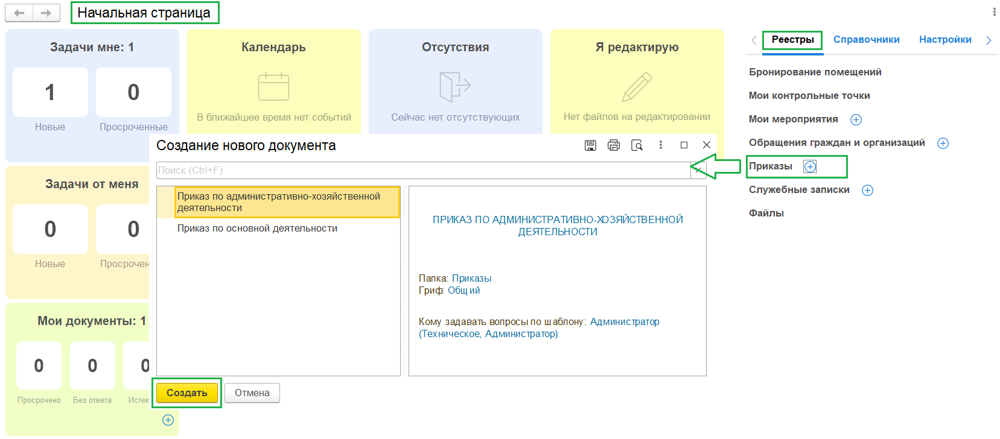 Начальная страница
Задачи мне: 1
1
0
Новые
Просроченные
Календарь
В ближайшее время нет событий
Отсутствия
Сейчас нет отсутствующих
Я редактирую
Нет файлов на редактировании
Реестры
Справочники
Настройки
Бронирование помещений
Мои контрольные точки
Мои мероприятия
Обращения граждан и организаций
Приказы
Служебные записки
Файлы
Задачи от меня
0
0
Новые
Просрочен
Мои документы: 1
0
0
0
Просрочено
Без ответа
Истек
Создание нового документа
Поиск (Ctrl+F)
Приказ по административно-хозяйственной
деятельности
Приказ по основной деятельности
ПРИКАЗ ПО АДМИНИСТРАТИВНО-ХОЗЯЙСТВЕННОЙ
ДЕЯТЕЛЬНОСТИ
Папка: Приказы
Гриф: Общий
Кому задавать вопросы по шаблону: Администратор
(Техническое, Администратор)
Создать
Отмена